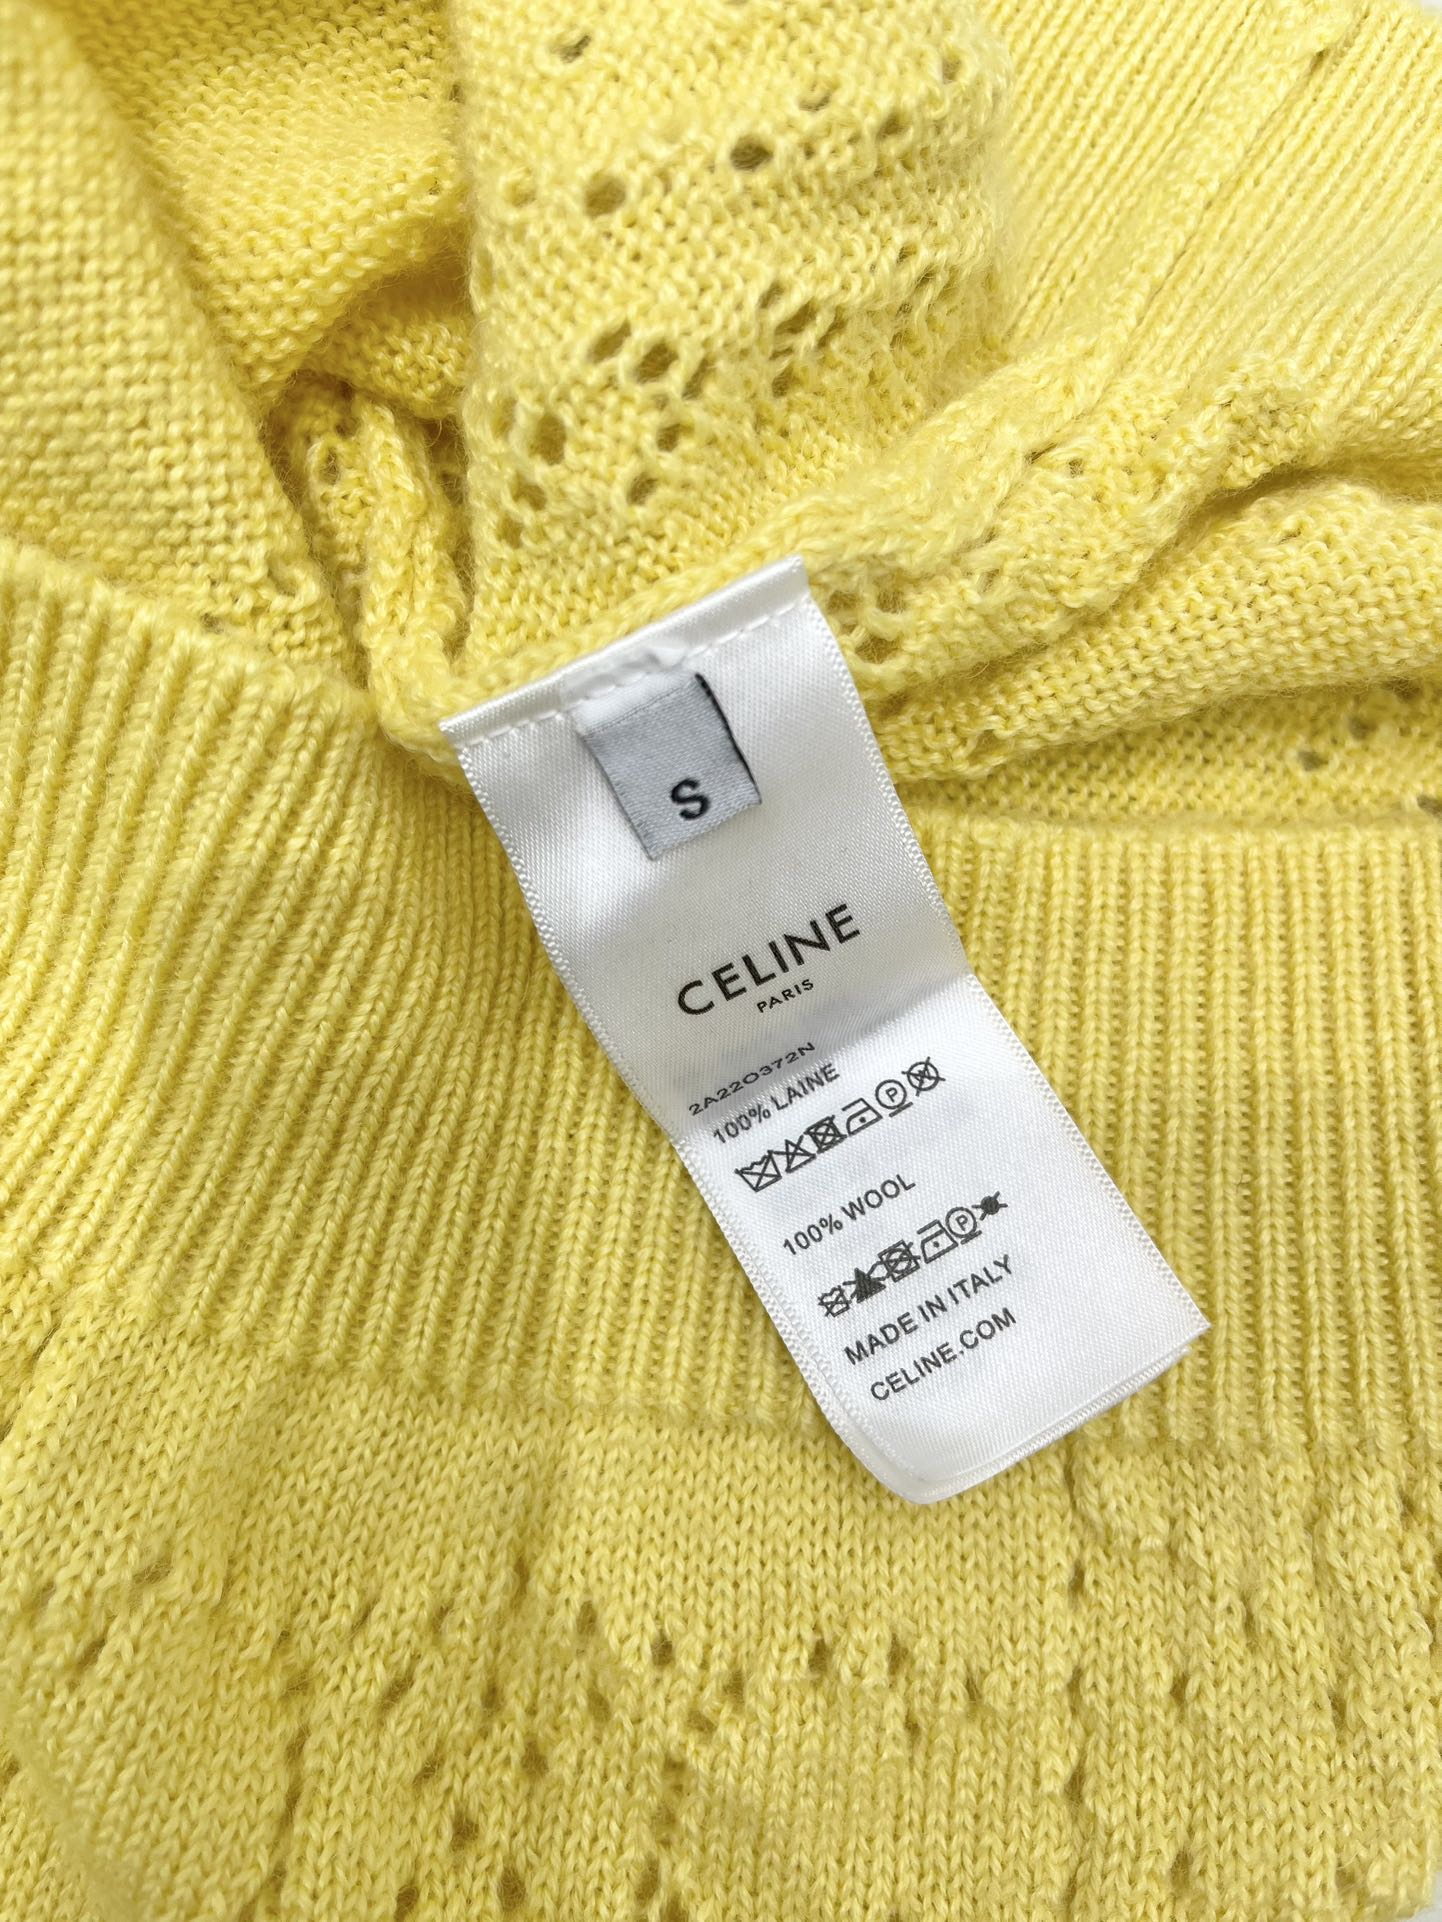 S
CELINE
PARIS
2A22O372N
100% LAINE
P
100% WOOL
P
MADE IN ITALY
CELINE.COM